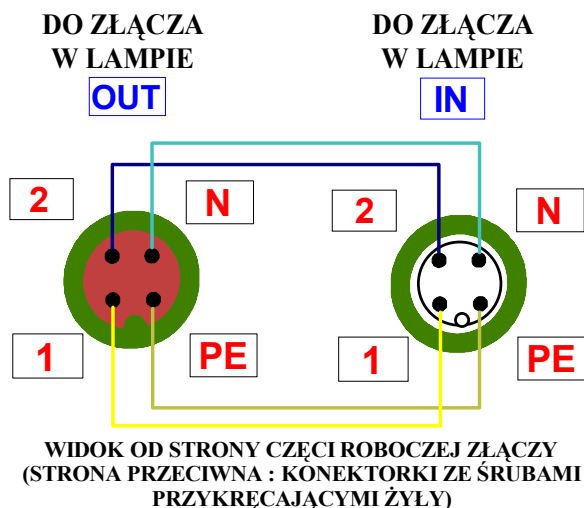 DO ZŁĄCZA
W LAMPIE
OUT
DO ZŁĄCZA
W LAMPIE
IN
2
N
2
N
1
PE
1
PE
WIDOK OD STRONY CZĘCI ROBOCZEJ ZŁĄCZY
(STRONA PRZECIWNA : KONEKTORKI ZE ŚRUBAMI
PRZYKRĘCAJĄCYMI ŻYŁY)